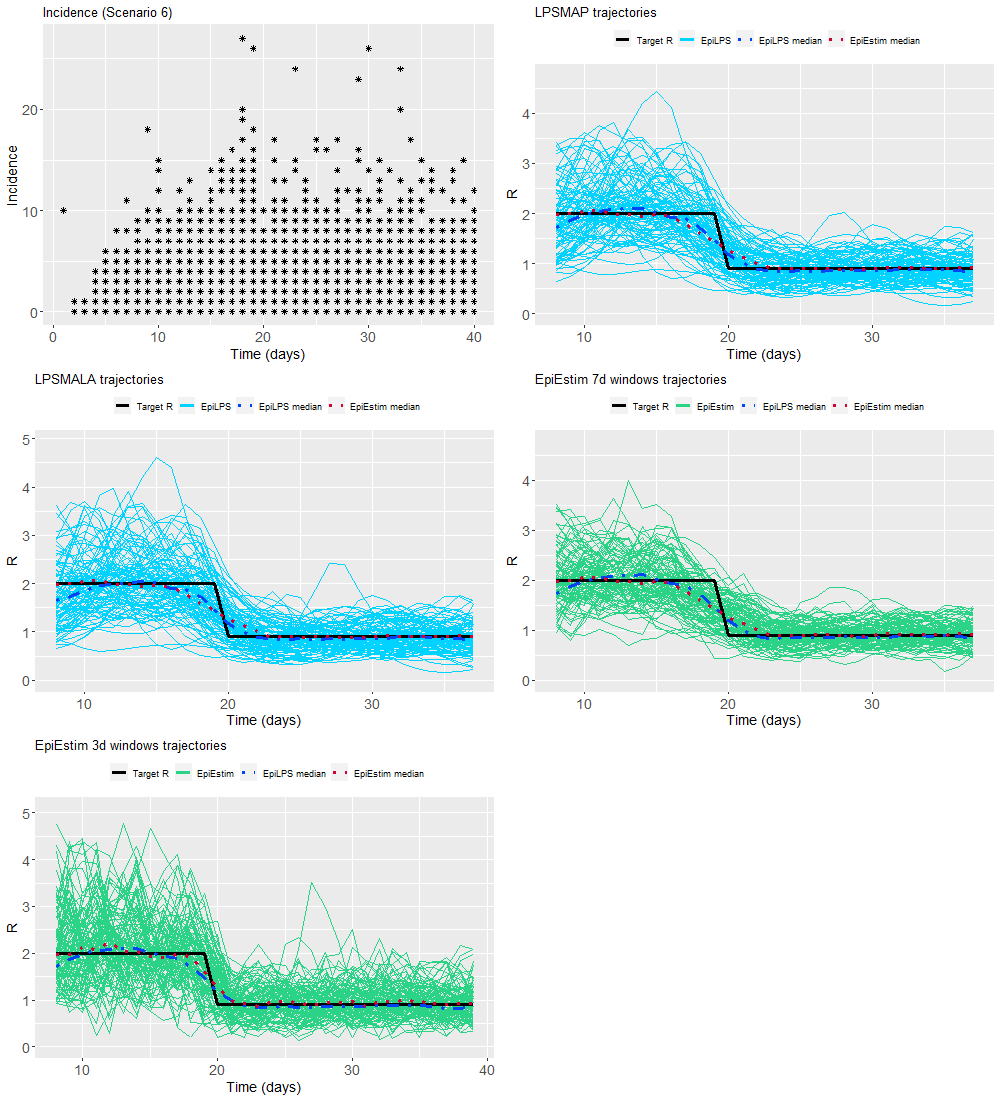 Incidence (Scenario 6)
Incidence
20
10
0
0 10 20 30 40
Time (days)
LPSMAP trajectories
Target R EpiLPS EpiLPS median EpiEstim median
R
4
3
2
1
0
10 20 30
Time (days)
LPSMALA trajectories
Target R EpiLPS EpiLPS median EpiEstim median
R
5
4
3
2
1
0
10 20 30
Time (days)
EpiEstim 7d windows trajectories
Target R EpiEstim EpiLPS median EpiEstim median
R
4
3
2
1
0
10 20 30
Time (days)
EpiEstim 3d windows trajectories
Target R EpiEstim EpiLPS median EpiEstim median
R
5
4
3
2
1
0
10 20 30 40
Time (days)